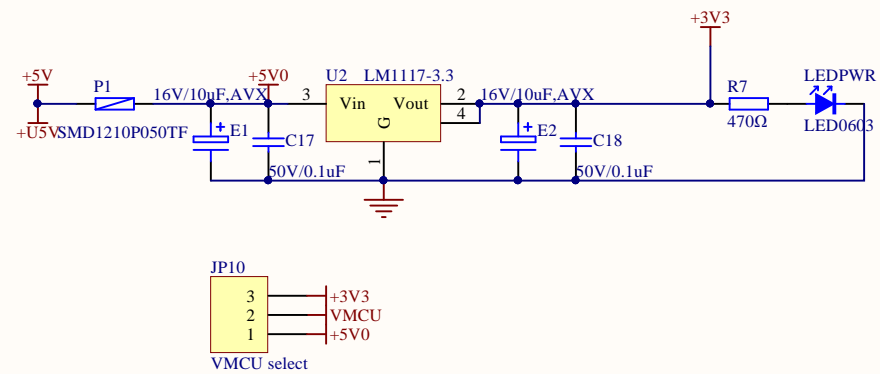 +3V3
+5V
P1
+5V0
U2 LM1117-3.3
R7
LEDPWR
16V/10uF,AVX
3
Vin
Vout
2
16V/10uF,AVX
4
+U5V
SMD1210P050TF
E1
C17
G
E2
C18
470Ω
LED0603
1
50V/0.1uF
50V/0.1uF
JP10
3
+3V3
2
VMCU
1
+5V0
VMCU select